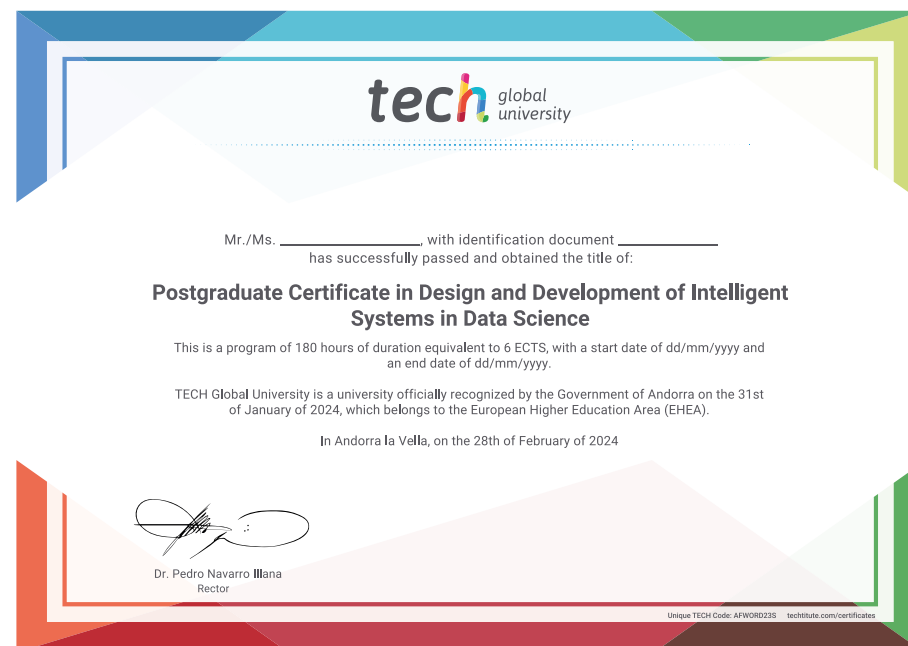 tech global university
Mr./Ms. ____________________, with identification document ______________
has successfully passed and obtained the title of:
Postgraduate Certificate in Design and Development of Intelligent
Systems in Data Science
This is a program of 180 hours of duration equivalent to 6 ECTS, with a start date of dd/mm/yyyy and
an end date of dd/mm/yyyy.
TECH Global University is a university officially recognized by the Government of Andorra on the 31st
of January of 2024, which belongs to the European Higher Education Area (EHEA).
In Andorra la Vella, on the 28th of February of 2024
Dr. Pedro Navarro Illana
Rector
Unique TECH Code: AFWORD23S techtitute.com/certificates